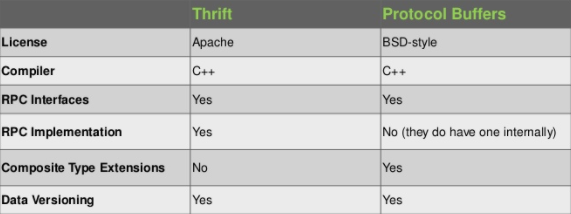 Thrift Protocol Buffers
License Apache BSD-style
Compiler C++ C++
RPC Interfaces Yes Yes
RPC Implementation Yes No (they do have one internally)
Composite Type Extensions No Yes
Data Versioning Yes Yes